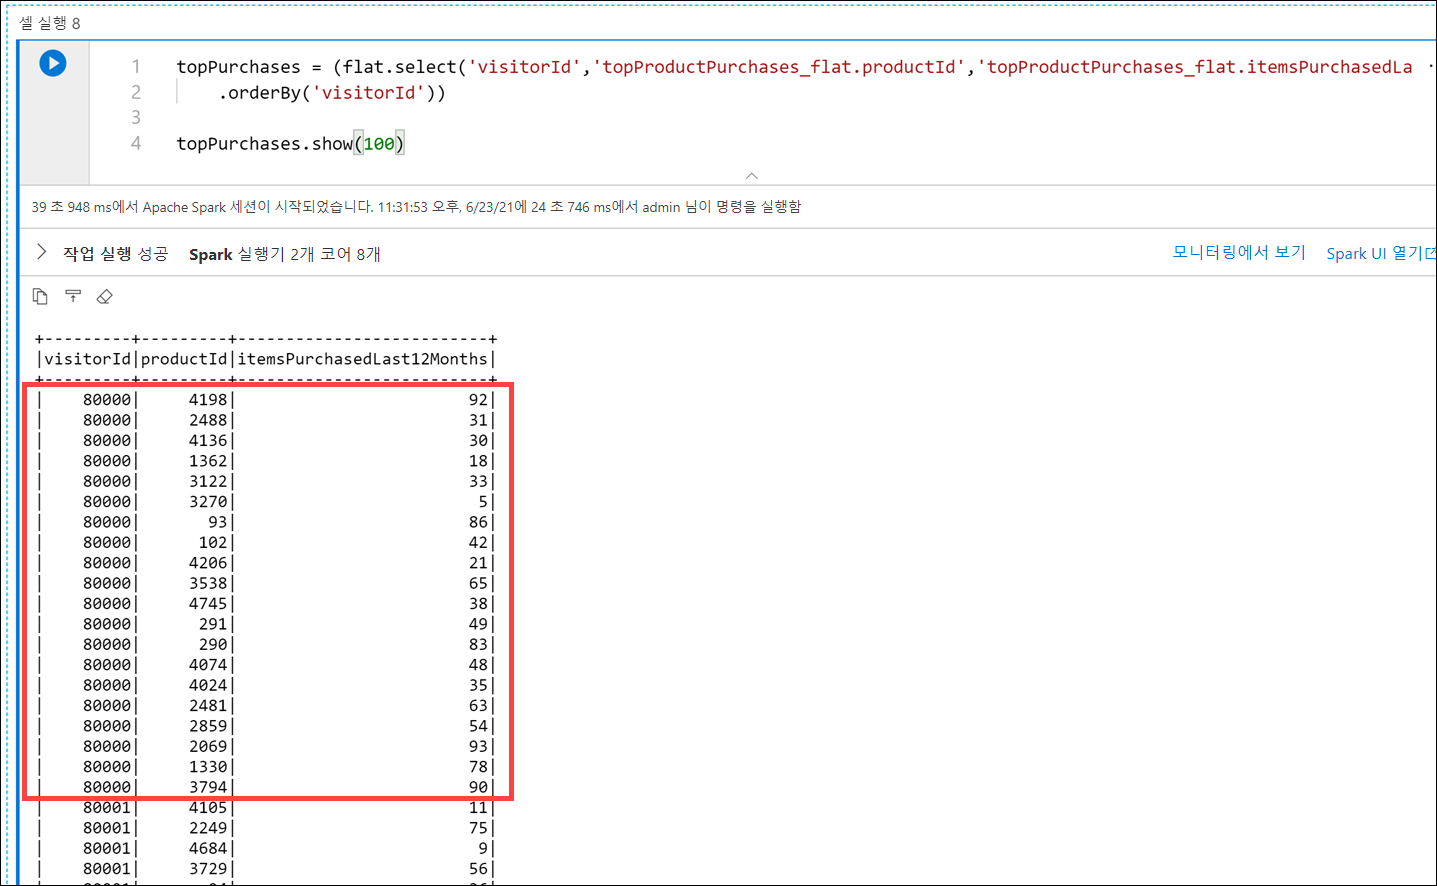 셀 실행 8
1 topPurchases = (flat.select('visitorId','topProductPurchases_flat.productId','topProductPurchases_flat.itemsPurchasedLa
2 .orderBy('visitorId'))
3
4 topPurchases.show(100)
39 초 948 ms에서 Apache Spark 세션이 시작되었습니다. 11:31:53 오후, 6/23/21에 24 초 746 ms에서 admin 님이 명령을 실행함
작업 실행 성공 Spark 실행기 2개 코어 8개 모니터링에서 보기 Spark UI 열기
+---------+---------+--------------------------+
|visitorId|productId|itemsPurchasedLast12Months|
+---------+---------+--------------------------+
| 80000| 4198| 92|
| 80000| 2488| 31|
| 80000| 4136| 30|
| 80000| 1362| 18|
| 80000| 3122| 33|
| 80000| 3270| 5|
| 80000| 93| 86|
| 80000| 102| 42|
| 80000| 4206| 21|
| 80000| 3538| 65|
| 80000| 4745| 38|
| 80000| 291| 49|
| 80000| 290| 83|
| 80000| 4074| 48|
| 80000| 4024| 35|
| 80000| 2481| 63|
| 80000| 2859| 54|
| 80000| 2069| 93|
| 80000| 1330| 78|
| 80000| 3794| 90|
| 80001| 4105| 11|
| 80001| 2249| 75|
| 80001| 4684| 9|
| 80001| 3729| 56|